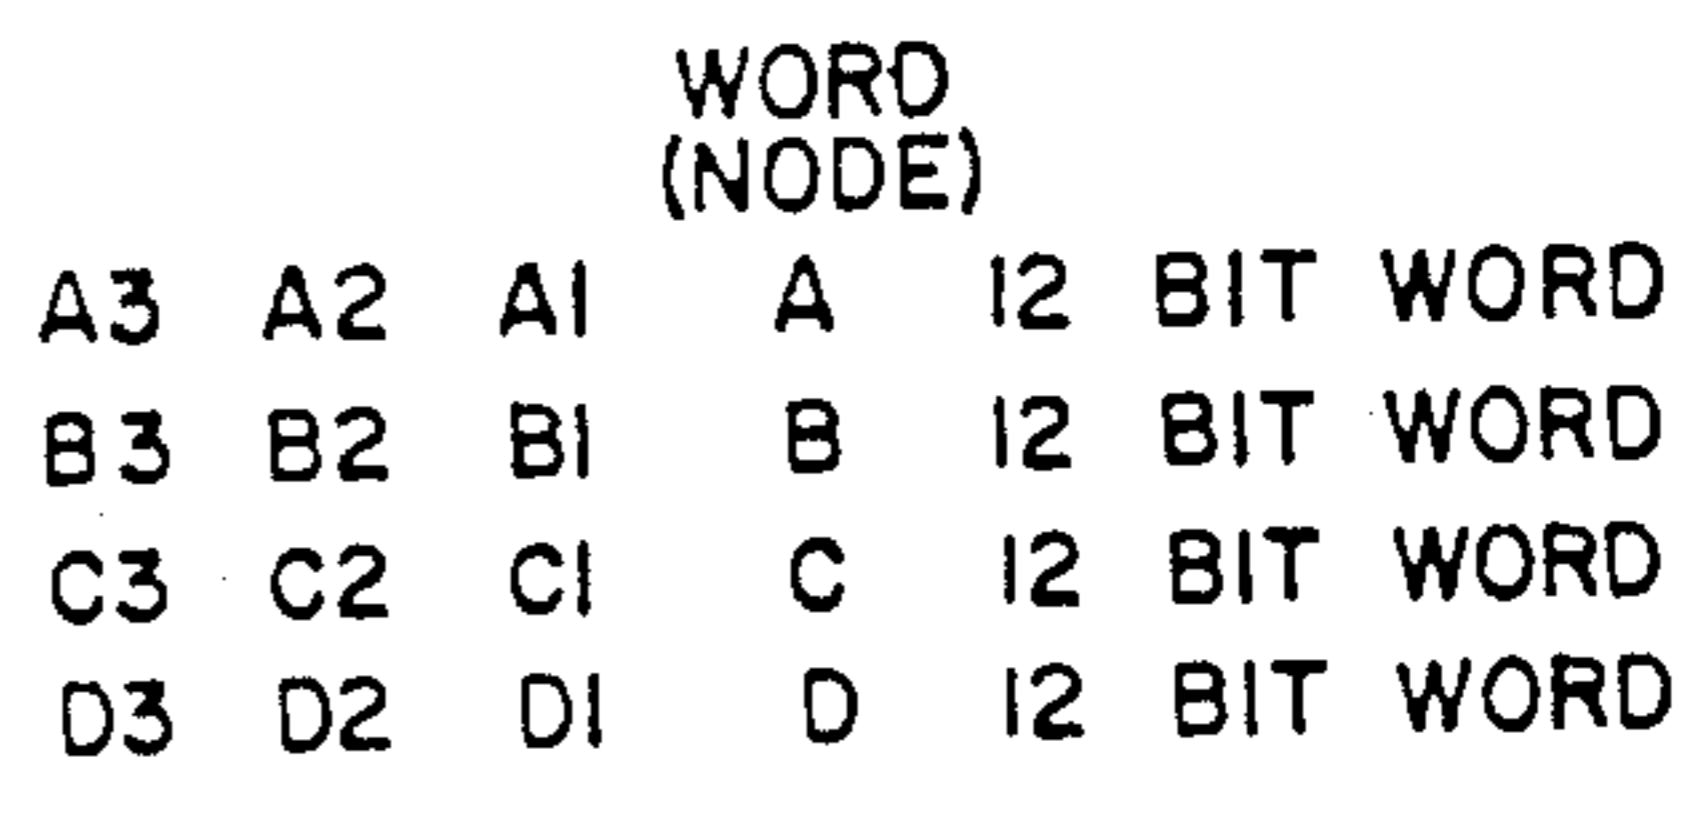 WORD
(NODE)
A3 A2 A1 A 12 BIT WORD
B3 B2 B1 B 12 BIT WORD
C3 C2 C1 C 12 BIT WORD
D3 D2 D1 D 12 BIT WORD